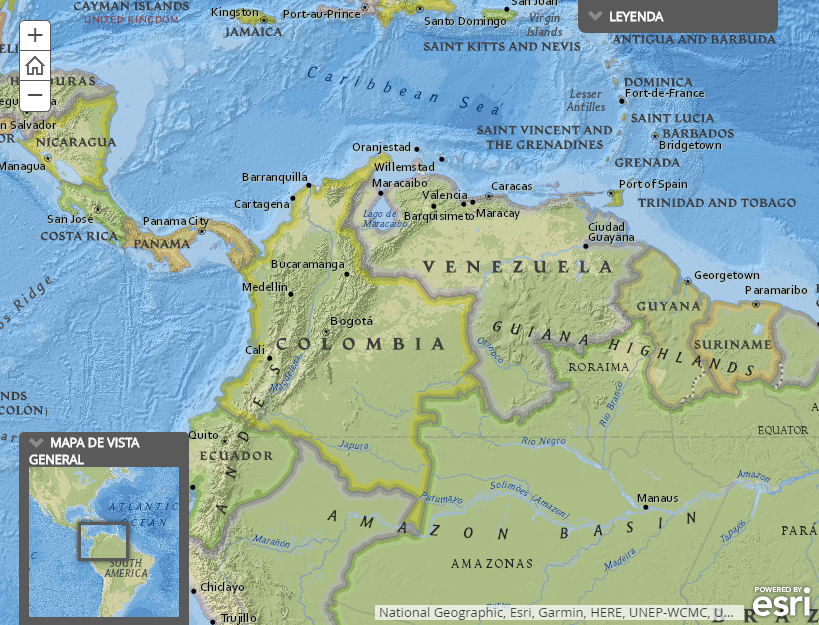 CAYMAN ISLANDS
UNITED KINGDOM
Kingston
JAMAICA
Port-au-Prince
Santo Domingo
San Juan
Virgin
Islands
LEYENDA
SAINT KITTS AND NEVIS
ANTIGUA AND BARBUDA
Caribbean Sea
Lesser
Antilles
DOMINICA
Fort-de-France
SAINT LUCIA
SAINT VINCENT AND
THE GRENADINES
BARBADOS
Bridgetown
GRENADA
Port of Spain
TRINIDAD AND TOBAGO
NICARAGUA
Managua
San José
COSTA RICA
Panama City
PANAMA
Oranjestad
Willemstad
Barranquilla
Maracaibo
Cartagena
Lago de
Maracaibo
Valencia
Caracas
Barquisimeto
Maracay
Ciudad
Guayana
VENEZUELA
Georgetown
Paramaribo
GUYANA
SURINAME
GUIANA HIGHLANDS
Bucaramanga
Medellín
Bogotá
COLOMBIA
Cali
Magdalena
ANDES
Orinoco
RORAIMA
Rio Branco
EQUATOR
Quito
ECUADOR
Japura
Rio Negro
Putumayo
Solimões (Amazon)
Amazon
Manaus
AMAZON BASIN
Marañón
AMAZONAS
Madeira
Tapajós
PARÁ
Chiclayo
Trujillo
MAPA DE VISTA
GENERAL
ATLANTIC
OCEAN
SOUTH
AMERICA
National Geographic, Esri, Garmin, HERE, UNEP-WCMC, U...
POWERED BY
esri